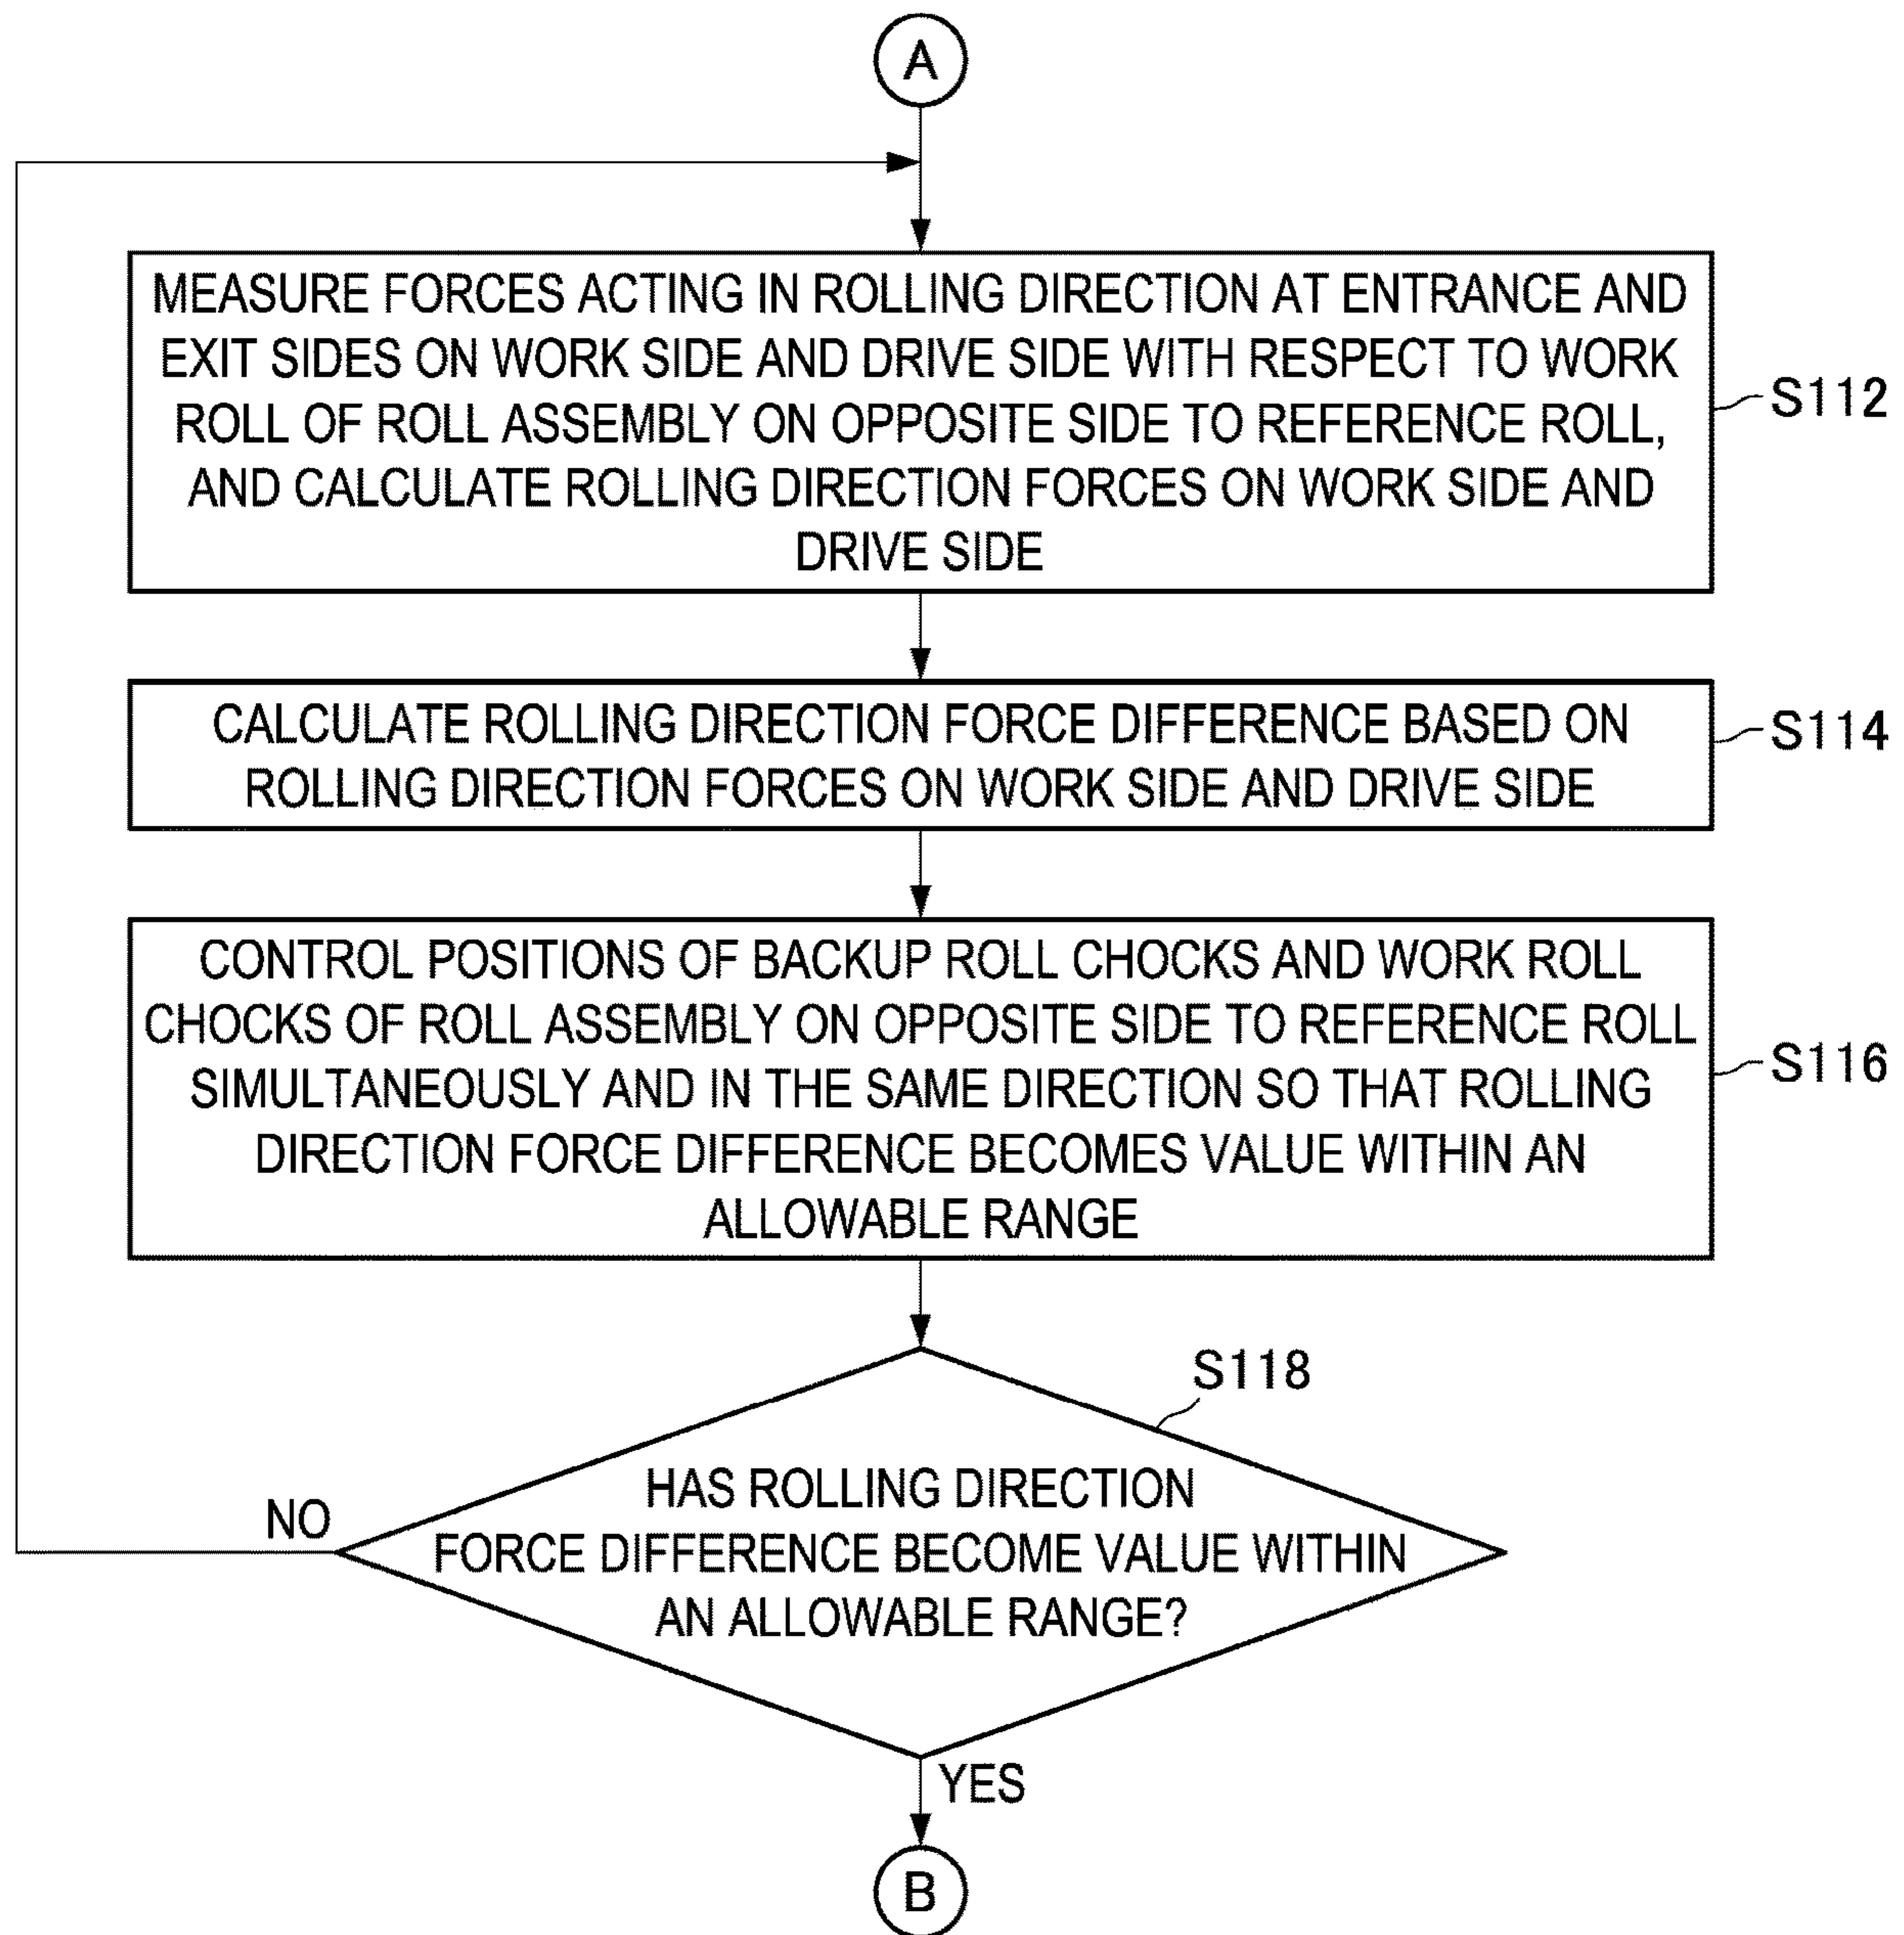 A
MEASURE FORCES ACTING IN ROLLING DIRECTION AT ENTRANCE AND
EXIT SIDES ON WORK SIDE AND DRIVE SIDE WITH RESPECT TO WORK
ROLL OF ROLL ASSEMBLY ON OPPOSITE SIDE TO REFERENCE ROLL,
AND CALCULATE ROLLING DIRECTION FORCES ON WORK SIDE AND
DRIVE SIDE
S112
CALCULATE ROLLING DIRECTION FORCE DIFFERENCE BASED ON
ROLLING DIRECTION FORCES ON WORK SIDE AND DRIVE SIDE
S114
CONTROL POSITIONS OF BACKUP ROLL CHOCKS AND WORK ROLL
CHOCKS OF ROLL ASSEMBLY ON OPPOSITE SIDE TO REFERENCE ROLL
SIMULTANEOUSLY AND IN THE SAME DIRECTION SO THAT ROLLING
DIRECTION FORCE DIFFERENCE BECOMES VALUE WITHIN AN
ALLOWABLE RANGE
S116
S118
HAS ROLLING DIRECTION
FORCE DIFFERENCE BECOME VALUE WITHIN
AN ALLOWABLE RANGE?
NO
YES
B